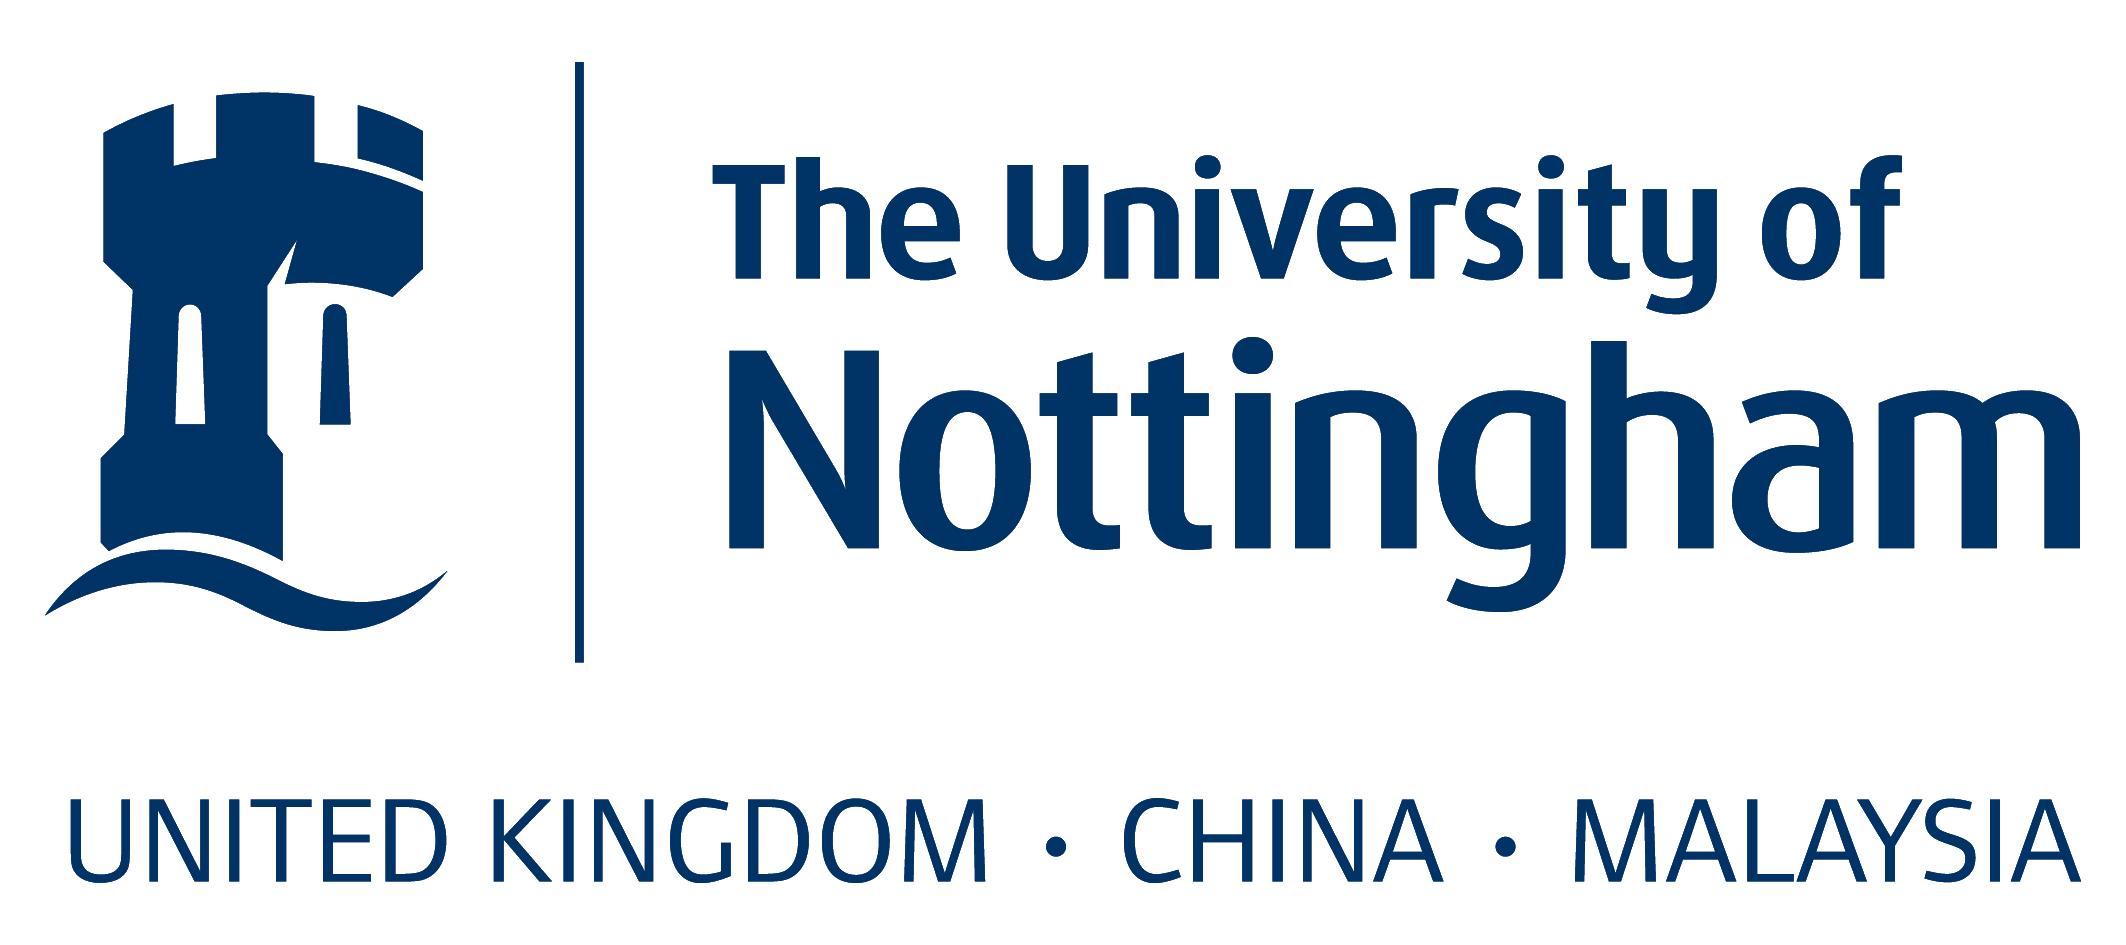 The University of
Nottingham
UNITED KINGDOM · CHINA · MALAYSIA